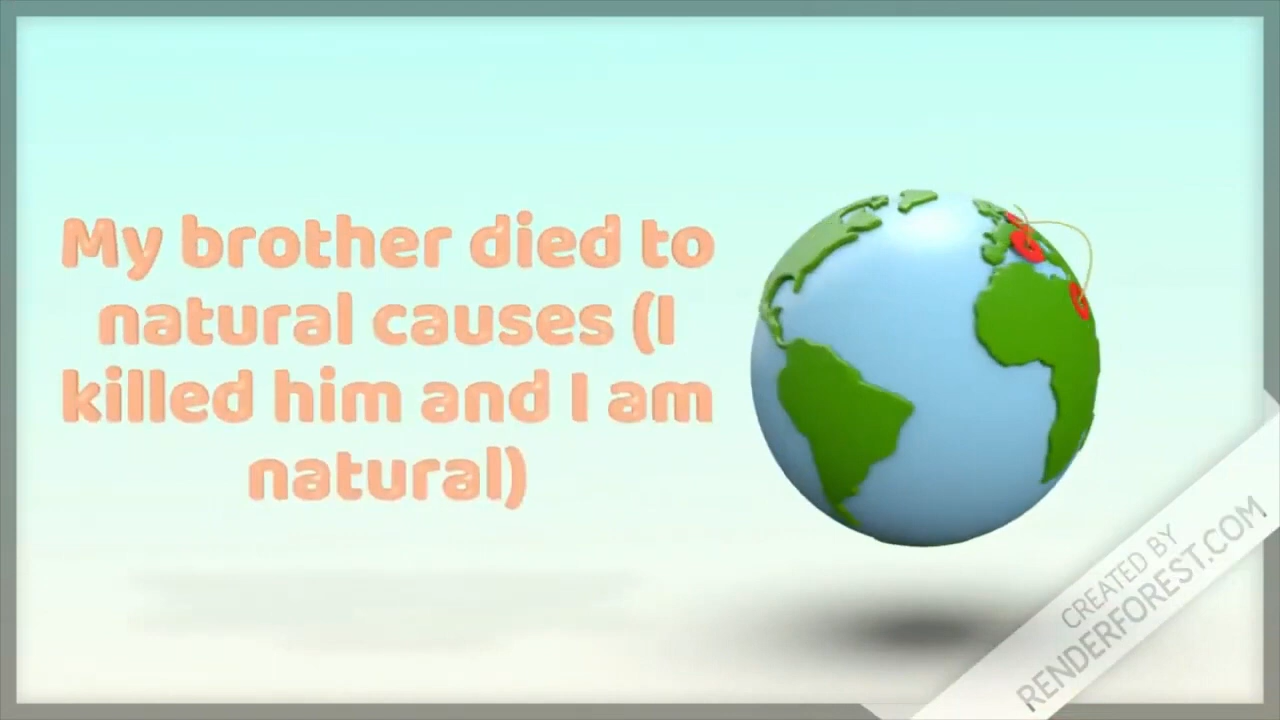 My brother died to
natural causes (I
killed him and I am
natural)
CREATED BY
RENDERFOREST.COM